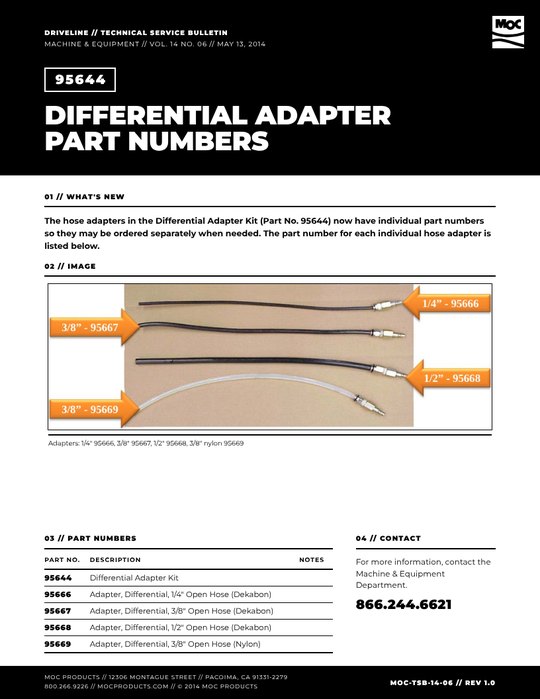 DRIVELINE // TECHNICAL SERVICE BULLETIN
MACHINE & EQUIPMENT // VOL. 14 NO. 06 // MAY 13, 2014
MOC
95644
DIFFERENTIAL ADAPTER
PART NUMBERS
01 // WHAT'S NEW
The hose adapters in the Differential Adapter Kit (Part No. 95644) now have individual part numbers
so they may be ordered separately when needed. The part number for each individual hose adapter is
listed below.
02 // IMAGE
1/4” - 95666
3/8” - 95667
1/2” - 95668
3/8” - 95669
Adapters: 1/4" 95666, 3/8" 95667, 1/2" 95668, 3/8" nylon 95669
03 // PART NUMBERS
PART NO. DESCRIPTION NOTES
95644 Differential Adapter Kit
95666 Adapter, Differential, 1/4" Open Hose (Dekabon)
95667 Adapter, Differential, 3/8" Open Hose (Dekabon)
95668 Adapter, Differential, 1/2" Open Hose (Dekabon)
95669 Adapter, Differential, 3/8" Open Hose (Nylon)
04 // CONTACT
For more information, contact the
Machine & Equipment
Department.
866.244.6621
MOC PRODUCTS // 12306 MONTAGUE STREET // PACOIMA, CA 91331-2279
800.266.9226 // MOCPRODUCTS.COM // © 2014 MOC PRODUCTS
MOC-TSB-14-06 // REV 1.0